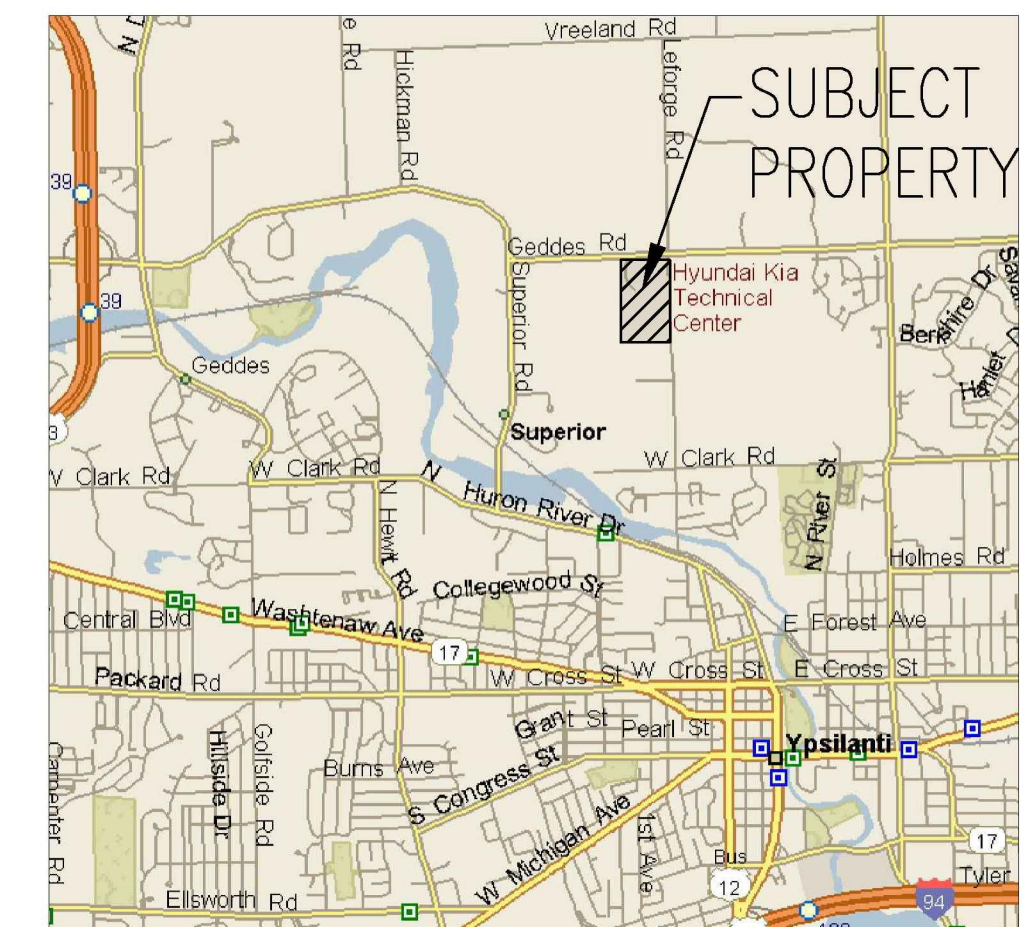 Vreeland Rd
Hickman Rd
Leforge Rd
SUBJECT
PROPERTY
39
Geddes Rd
Superior Rd
Hyundai Kia
Technical
Center
39
Geddes
Superior
W Clark Rd
W Clark Rd
W Clark Rd
N Huron River Dr
N Hewitt Rd
N River St
Holmes Rd
Collegewood St
Central Blvd
Washtenaw Ave
17
E Forest Ave
W Cross St
W Cross St
E Cross St
Packard Rd
Grant St
Pearl St
Ypsilanti
Hillside Dr
Golfside Rd
Burns Ave
S Congress St
W Michigan Ave
1st Ave
Carpenter Rd
Bus
12
17
Tyler
94
Ellsworth Rd